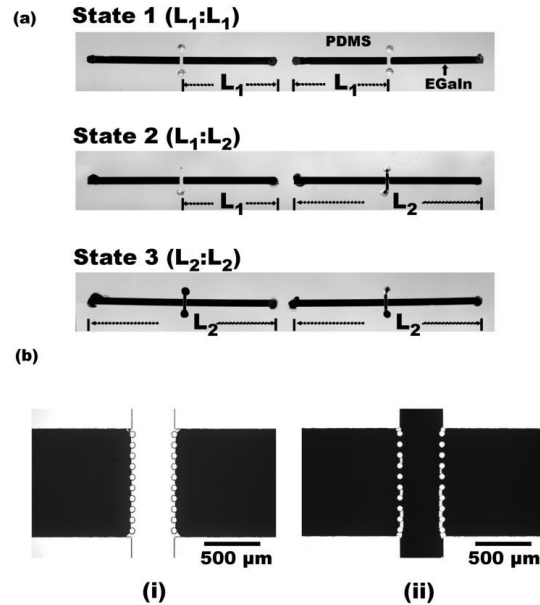 (a)
State 1 (L₁:L₁)
PDMS
EGaIn
L₁
L₁
State 2 (L₁:L₂)
L₁
L₂
State 3 (L₂:L₂)
L₂
L₂
(b)
500 µm
500 µm
(i)
(ii)